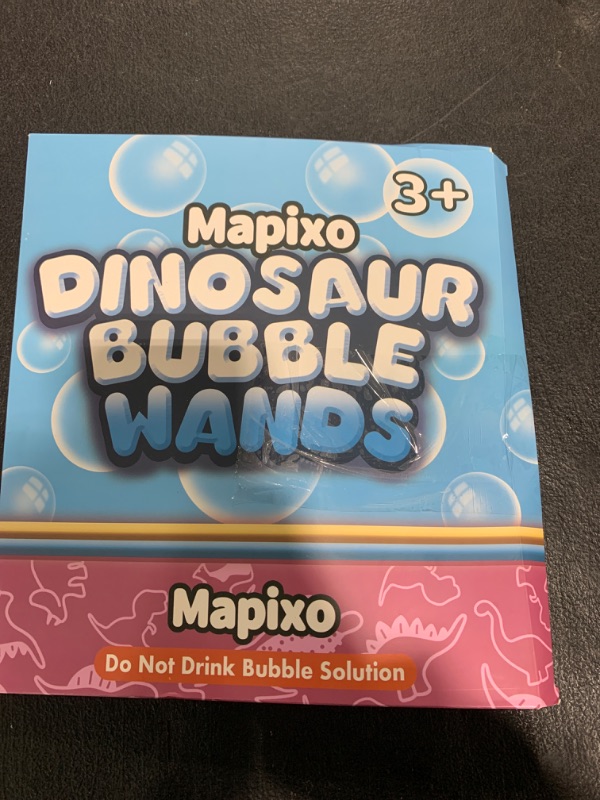 3+
Mapixo
DINOSAUR
BUBBLE
WANDS
Mapixo
Do Not Drink Bubble Solution